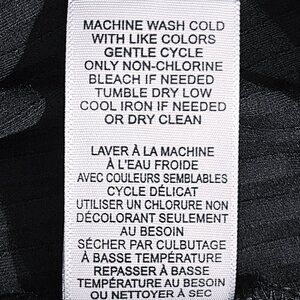 MACHINE WASH COLD
WITH LIKE COLORS
GENTLE CYCLE
ONLY NON-CHLORINE
BLEACH IF NEEDED
TUMBLE DRY LOW
COOL IRON IF NEEDED
OR DRY CLEAN
LAVER À LA MACHINE
À L'EAU FROIDE
AVEC COULEURS SEMBLABLES
CYCLE DÉLICAT
UTILISER UN CHLORURE NON
DÉCOLORANT SEULEMENT
AU BESOIN
SÉCHER PAR CULBUTAGE
À BASSE TEMPÉRATURE
REPASSER À BASSE
TEMPÉRATURE AU BESOIN
OU NETTOYER À SEC